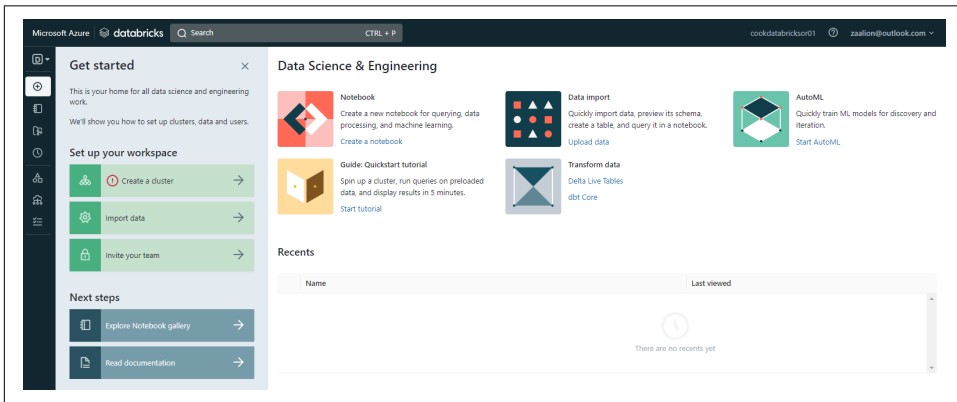 Microsoft Azure databricks Search CTRL + P cookdatabricksor01 zaalion@outlook.com
D
Get started
This is your home for all data science and engineering
work.
We'll show you how to set up clusters, data and users.
Set up your workspace
Create a cluster
Import data
Invite your team
Next steps
Explore Notebook gallery
Read documentation
Data Science & Engineering
Notebook
Create a new notebook for querying, data
processing, and machine learning.
Create a notebook
Data import
Quickly import data, preview its schema,
create a table, and query it in a notebook.
Upload data
AutoML
Quickly train ML models for discovery and
iteration.
Start AutoML
Guide: Quickstart tutorial
Spin up a cluster, run queries on preloaded
data, and display results in 5 minutes.
Start tutorial
Transform data
Delta Live Tables
dbt Core
Recents
Name Last viewed
There are no recents yet